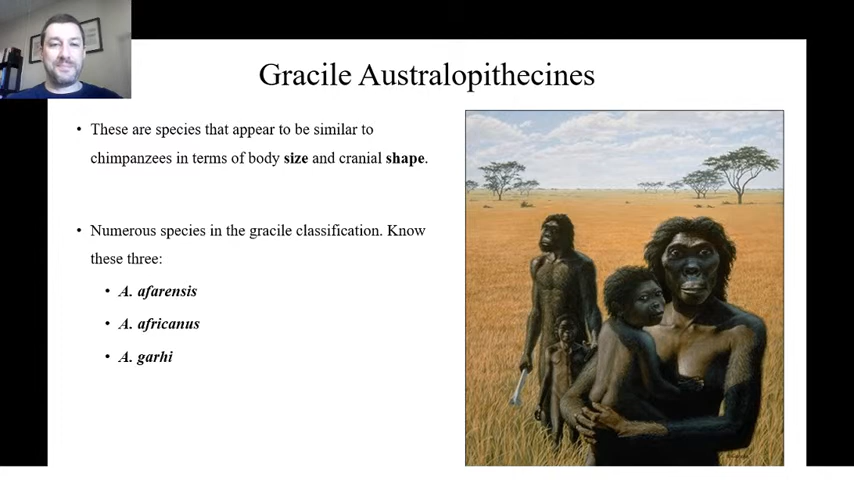 Gracile Australopithecines
• These are species that appear to be similar to
chimpanzees in terms of body size and cranial shape.
• Numerous species in the gracile classification. Know
these three:
• A. afarensis
• A. africanus
• A. garhi